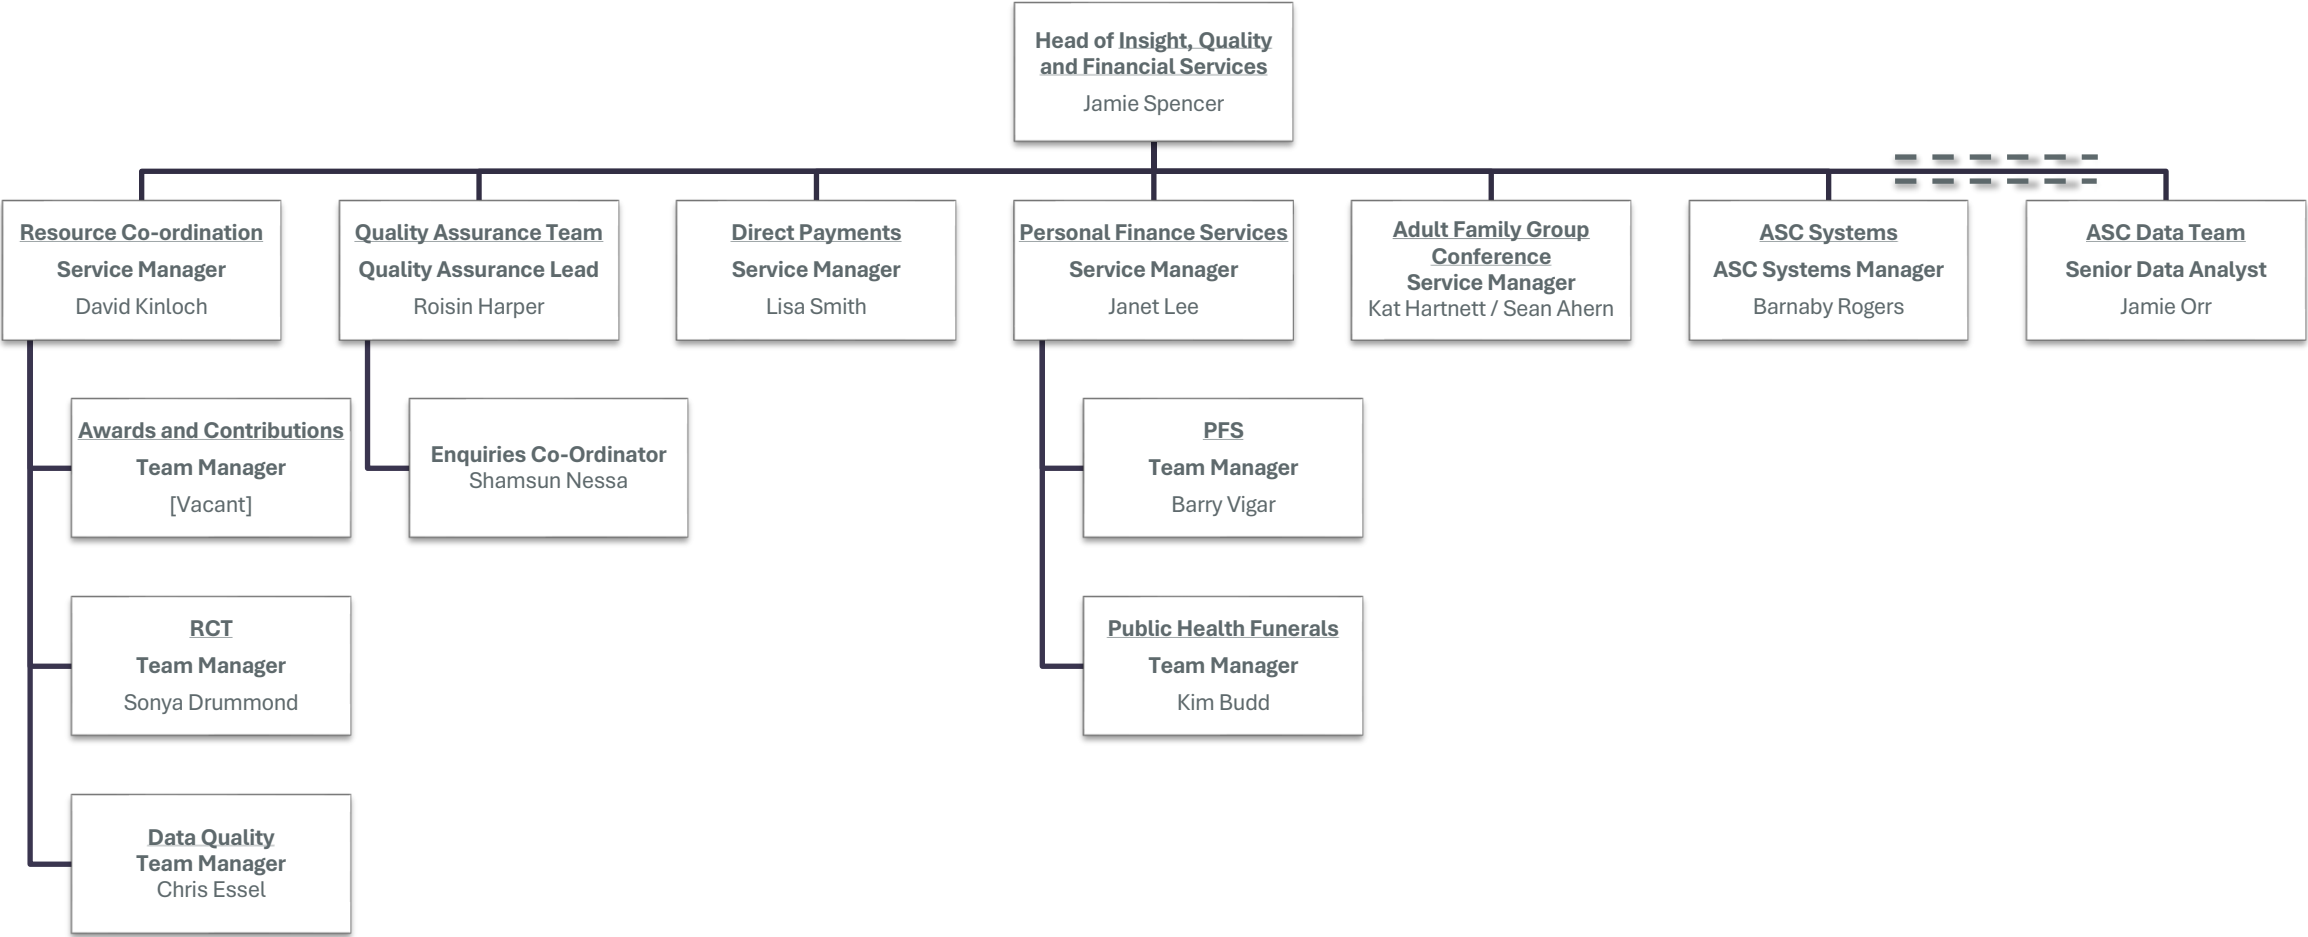 Head of Insight, Quality
and Financial Services
Jamie Spencer
Resource Co-ordination
Service Manager
David Kinloch
Quality Assurance Team
Quality Assurance Lead
Roisin Harper
Direct Payments
Service Manager
Lisa Smith
Personal Finance Services
Service Manager
Janet Lee
Adult Family Group
Conference
Service Manager
Kat Hartnett / Sean Ahern
ASC Systems
ASC Systems Manager
Barnaby Rogers
ASC Data Team
Senior Data Analyst
Jamie Orr
Awards and Contributions
Team Manager
[Vacant]
Enquiries Co-Ordinator
Shamsun Nessa
PFS
Team Manager
Barry Vigar
RCT
Team Manager
Sonya Drummond
Public Health Funerals
Team Manager
Kim Budd
Data Quality
Team Manager
Chris Essel